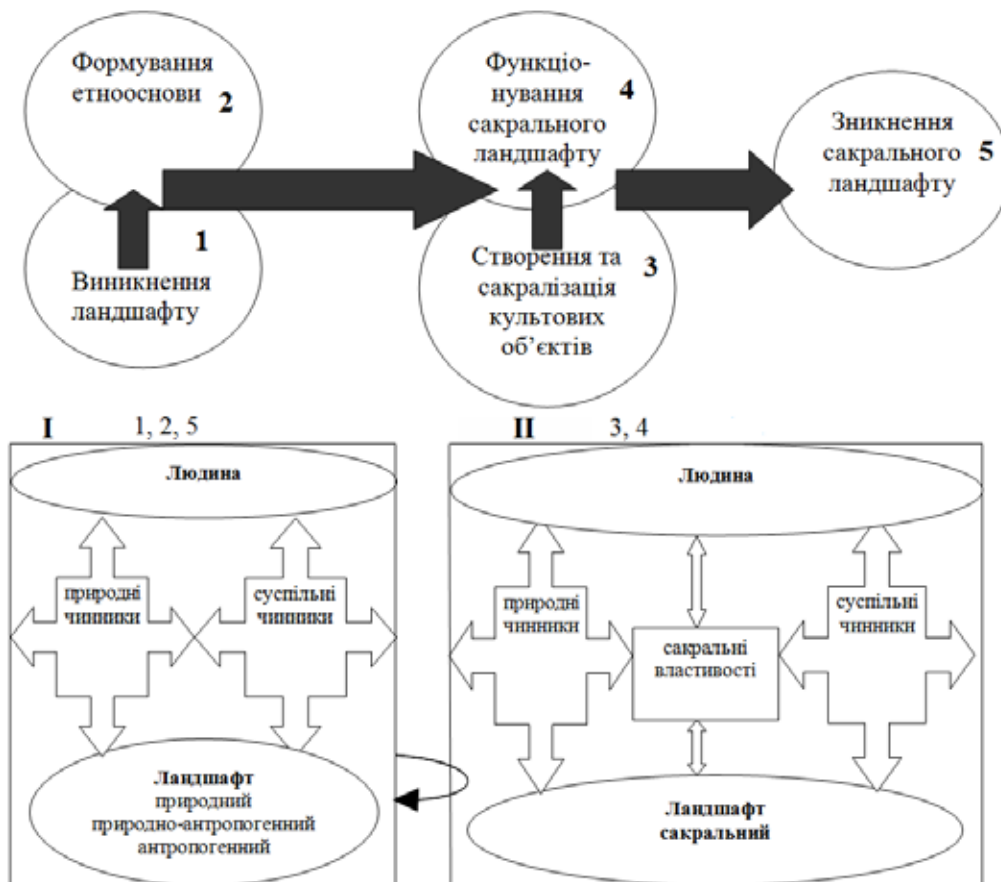 Формування
етнооснови
2
1
Виникнення
ландшафту
Функціо-
нування
сакрального
ландшафту
4
Створення та
сакралізація
культових
об’єктів
3
Зникнення
сакрального
ландшафту
5
I 1, 2, 5
Людина
природні
чинники
суспільні
чинники
Ландшафт
природний
природно-антропогенний
антропогенний
II 3, 4
Людина
природні
чинники
сакральні
властивості
суспільні
чинники
Ландшафт
сакральний